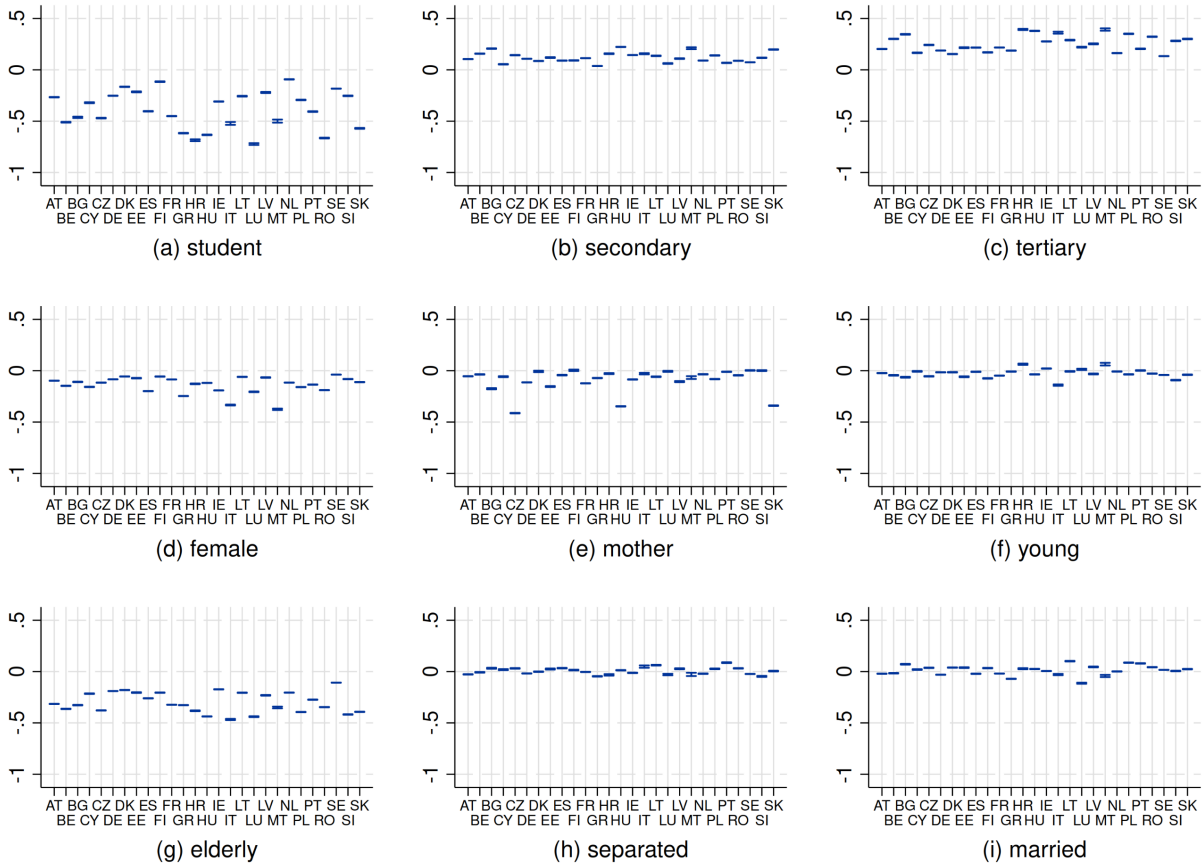 .5 .5 .5
0 0 0
-.5 -.5 -.5
-1 -1 -1
AT BG CZ DK ES FR HR IE LT LV NL PT SE SK AT BG CZ DK ES FR HR IE LT LV NL PT SE SK AT BG CZ DK ES FR HR IE LT LV NL PT SE SK
BE CY DE EE FI GR HU IT LU MT PL RO SI BE CY DE EE FI GR HU IT LU MT PL RO SI BE CY DE EE FI GR HU IT LU MT PL RO SI
(a) student (b) secondary (c) tertiary
.5 .5 .5
0 0 0
-.5 -.5 -.5
-1 -1 -1
AT BG CZ DK ES FR HR IE LT LV NL PT SE SK AT BG CZ DK ES FR HR IE LT LV NL PT SE SK AT BG CZ DK ES FR HR IE LT LV NL PT SE SK
BE CY DE EE FI GR HU IT LU MT PL RO SI BE CY DE EE FI GR HU IT LU MT PL RO SI BE CY DE EE FI GR HU IT LU MT PL RO SI
(d) female (e) mother (f) young
.5 .5 .5
0 0 0
-.5 -.5 -.5
-1 -1 -1
AT BG CZ DK ES FR HR IE LT LV NL PT SE SK AT BG CZ DK ES FR HR IE LT LV NL PT SE SK AT BG CZ DK ES FR HR IE LT LV NL PT SE SK
BE CY DE EE FI GR HU IT LU MT PL RO SI BE CY DE EE FI GR HU IT LU MT PL RO SI BE CY DE EE FI GR HU IT LU MT PL RO SI
(g) elderly (h) separated (i) married